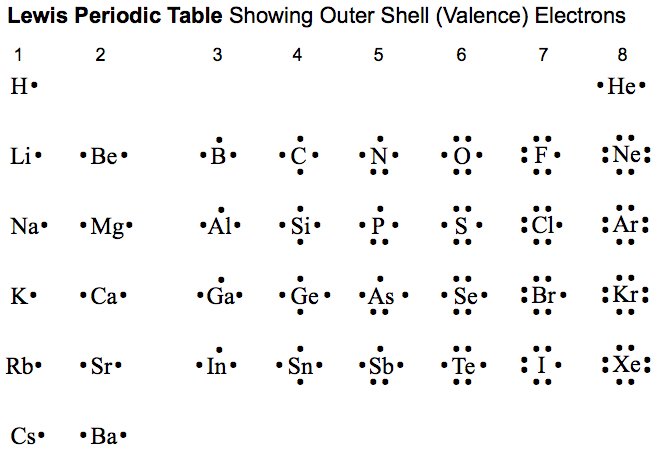 Lewis Periodic Table Showing Outer Shell (Valence) Electrons
1 2 3 4 5 6 7 8
H He
Li Be B C N O F Ne
Na Mg Al Si P S Cl Ar
K Ca Ga Ge As Se Br Kr
Rb Sr In Sn Sb Te I Xe
Cs Ba